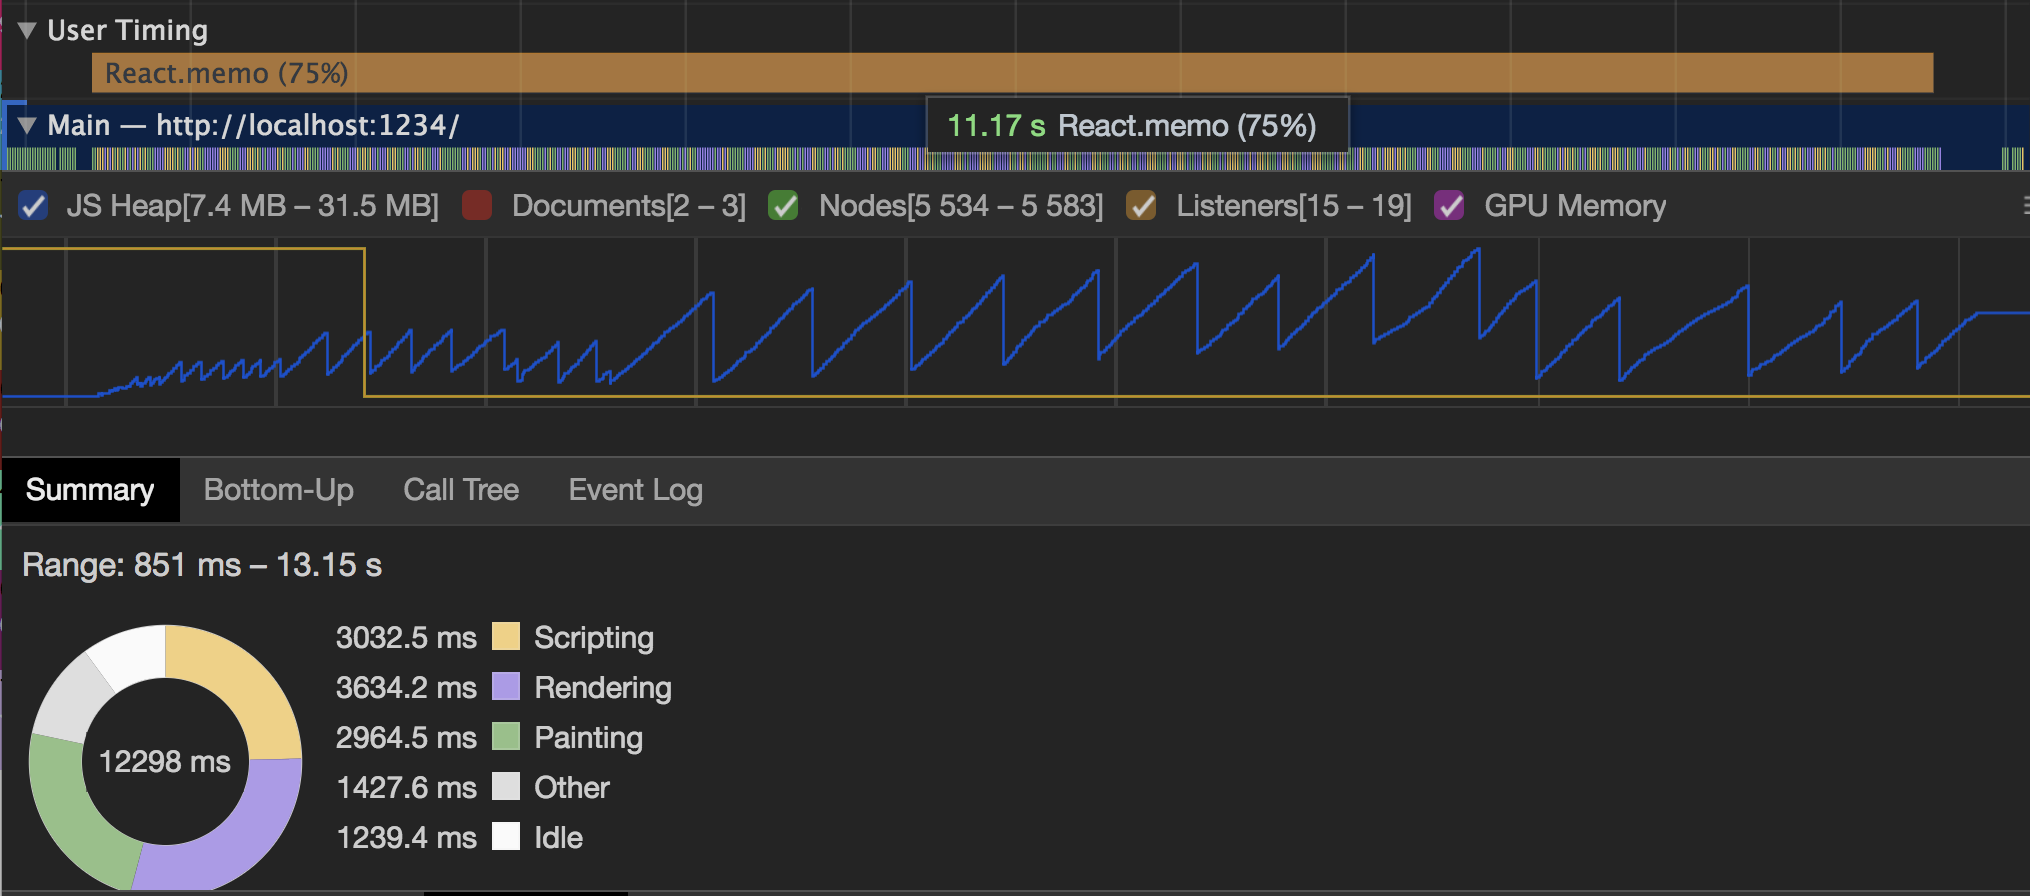 User Timing
React.memo (75%)
Main — http://localhost:1234/
11.17 s React.memo (75%)
JS Heap[7.4 MB – 31.5 MB] Documents[2 – 3] Nodes[5 534 – 5 583] Listeners[15 – 19] GPU Memory
Summary Bottom-Up Call Tree Event Log
Range: 851 ms – 13.15 s
3032.5 ms Scripting
3634.2 ms Rendering
2964.5 ms Painting
12298 ms
1427.6 ms Other
1239.4 ms Idle